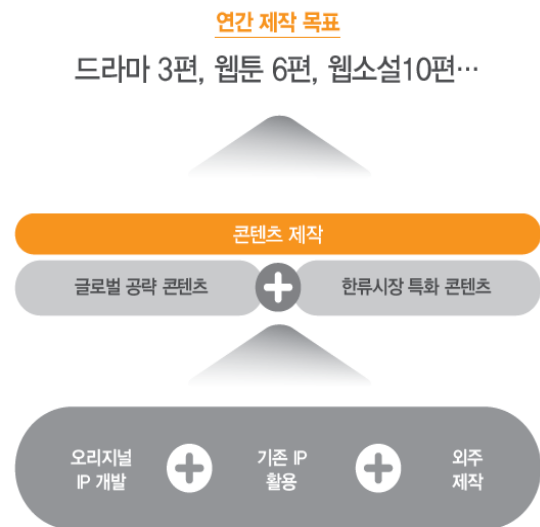 연간 제작 목표
드라마 3편, 웹툰 6편, 웹소설10편…
콘텐츠 제작
글로벌 공략 콘텐츠
한류시장 특화 콘텐츠
오리지널
IP 개발
기존 IP
활용
외주
제작